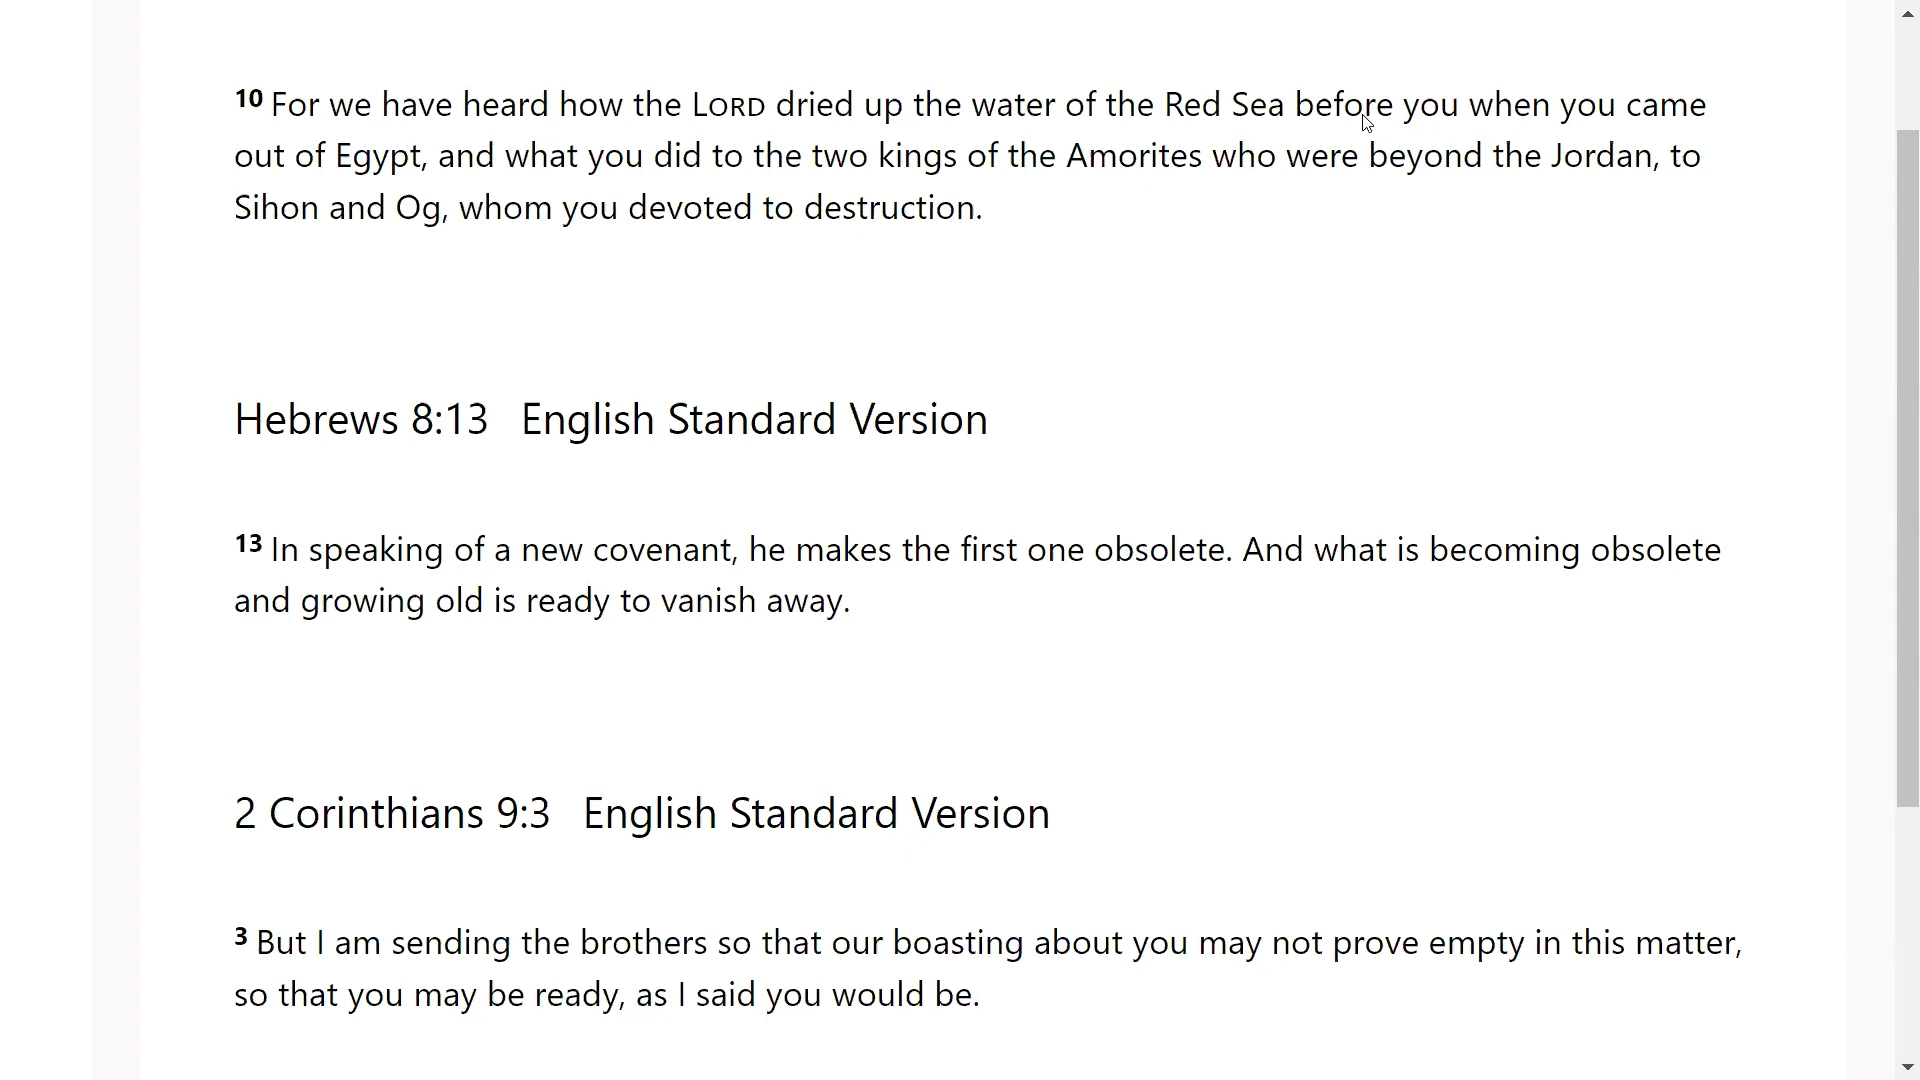 10 For we have heard how the LORD dried up the water of the Red Sea before you when you came
out of Egypt, and what you did to the two kings of the Amorites who were beyond the Jordan, to
Sihon and Og, whom you devoted to destruction.
Hebrews 8:13 English Standard Version
13 In speaking of a new covenant, he makes the first one obsolete. And what is becoming obsolete
and growing old is ready to vanish away.
2 Corinthians 9:3 English Standard Version
3 But I am sending the brothers so that our boasting about you may not prove empty in this matter,
so that you may be ready, as I said you would be.